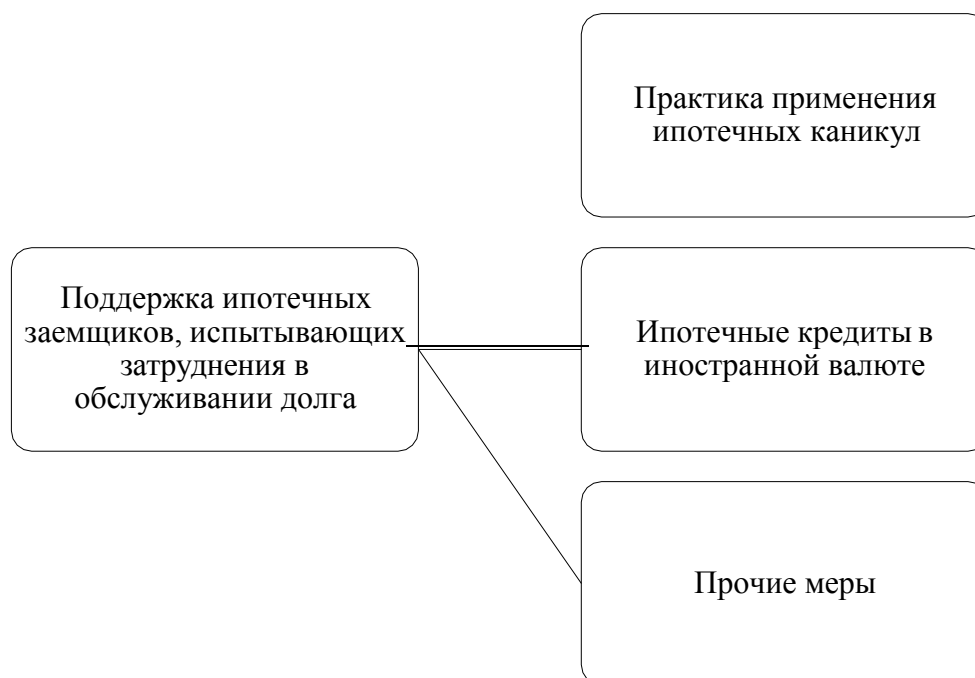 Практика применения
ипотечных каникул
Поддержка ипотечных
заемщиков, испытывающих
затруднения в
обслуживании долга
Ипотечные кредиты в
иностранной валюте
Прочие меры